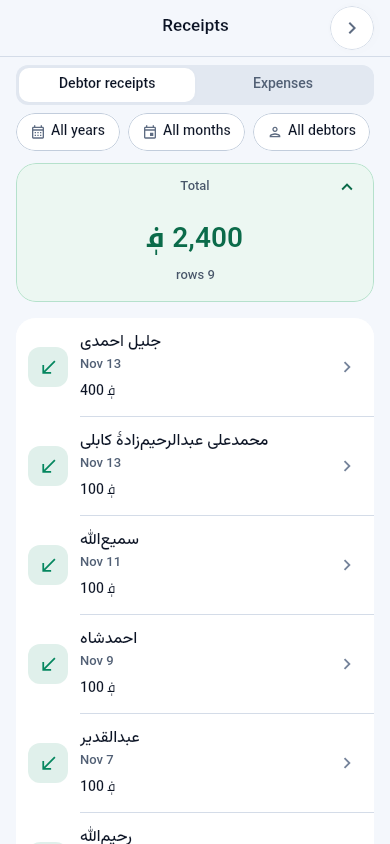 Receipts
Debtor receipts
Expenses
All years
All months
All debtors
Total
؋ 2,400
rows 9
جلیل احمدی
Nov 13
400 ؋
محمدعلی عبدالرحیم‌زادهٔ کابلی
Nov 13
100 ؋
سمیع‌الله
Nov 11
100 ؋
احمدشاه
Nov 9
100 ؋
عبدالقدیر
Nov 7
100 ؋
رحیم‌الله